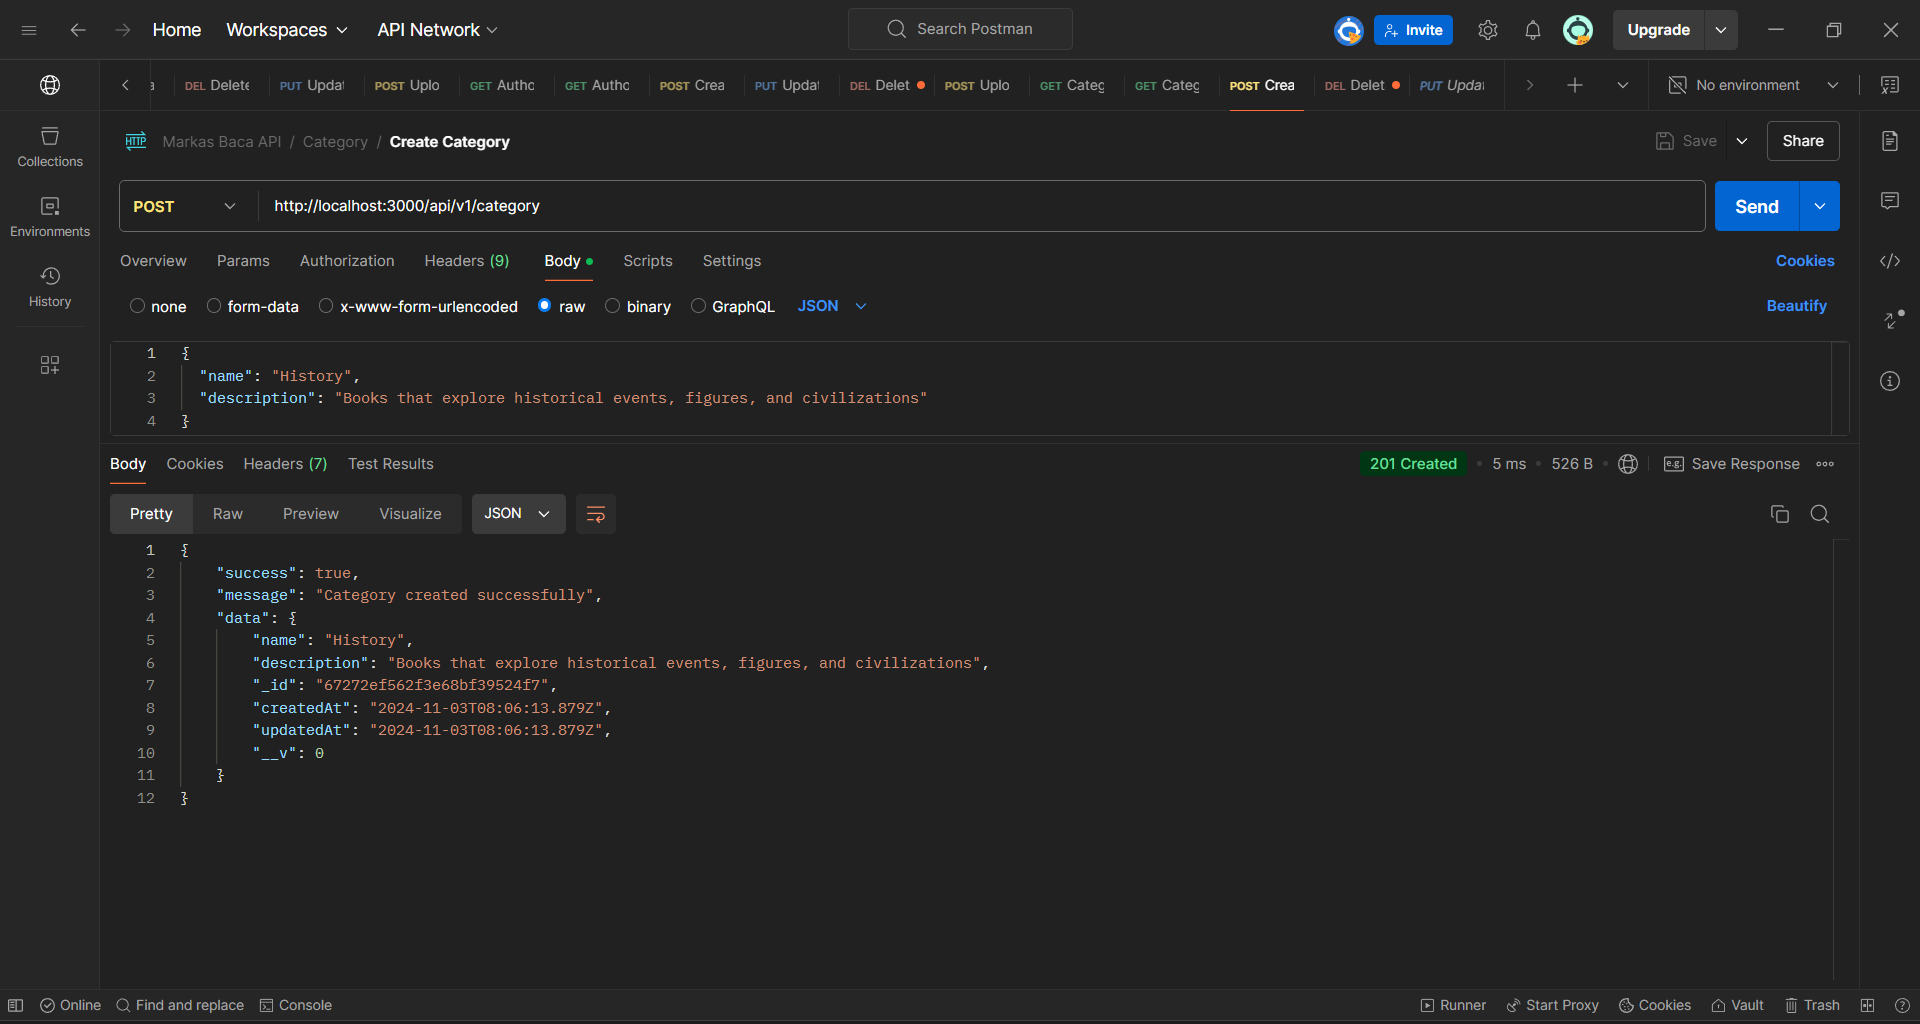 Home Workspaces API Network Search Postman Invite Upgrade
DEL Delete PUT Updat POST Uplo GET Autho GET Autho POST Crea PUT Updat DEL Delet POST Uplo GET Categ GET Categ POST Crea DEL Delet PUT Updat No environment
HTTP Markas Baca API / Category / Create Category Save Share
POST http://localhost:3000/api/v1/category Send
Overview Params Authorization Headers (9) Body Scripts Settings Cookies
none form-data x-www-form-urlencoded raw binary GraphQL JSON Beautify
Collections
Environments
History
1 {
2 "name": "History",
3 "description": "Books that explore historical events, figures, and civilizations"
4 }
Body Cookies Headers (7) Test Results 201 Created • 5 ms • 526 B • e.g. Save Response
Pretty Raw Preview Visualize JSON
1 {
2 "success": true,
3 "message": "Category created successfully",
4 "data": {
5 "name": "History",
6 "description": "Books that explore historical events, figures, and civilizations",
7 "_id": "67272ef562f3e68bf39524f7",
8 "createdAt": "2024-11-03T08:06:13.879Z",
9 "updatedAt": "2024-11-03T08:06:13.879Z",
10 "__v": 0
11 }
12 }
Online Find and replace Console Runner Start Proxy Cookies Vault Trash